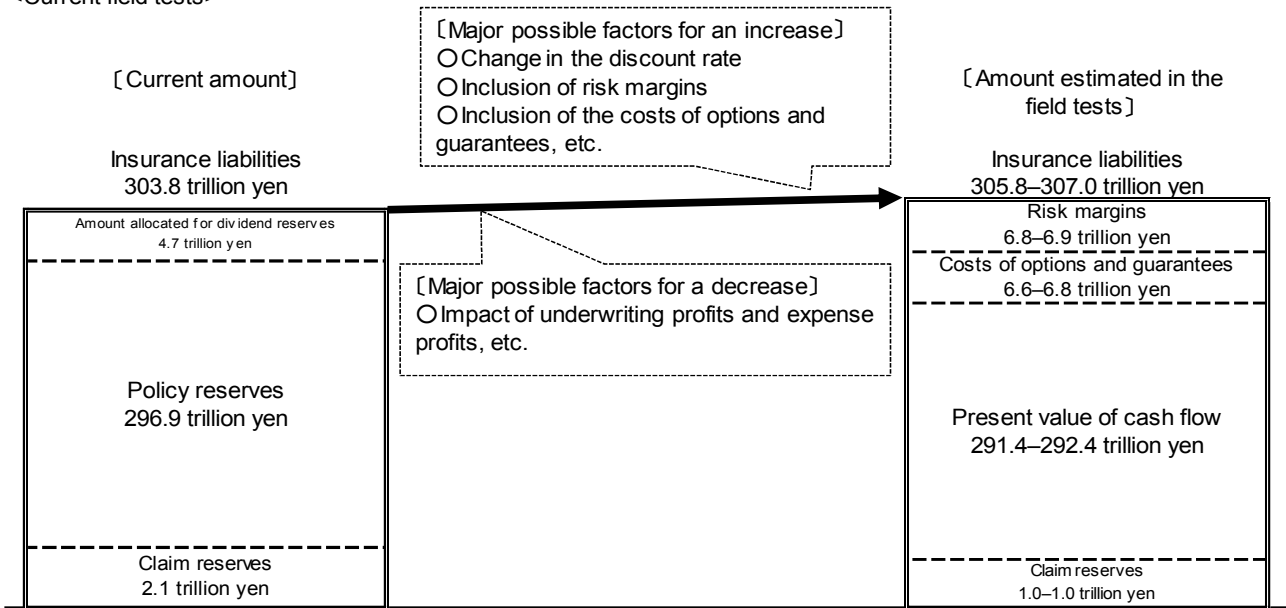 <Current field tests>
〔Major possible factors for an increase〕
○Change in the discount rate
○Inclusion of risk margins
○Inclusion of the costs of options and
guarantees, etc.
〔Current amount〕
Insurance liabilities
303.8 trillion yen
〔Amount estimated in the
field tests〕
Insurance liabilities
305.8–307.0 trillion yen
Amount allocated for dividend reserves
4.7 trillion yen
Policy reserves
296.9 trillion yen
Claim reserves
2.1 trillion yen
〔Major possible factors for a decrease〕
○Impact of underwriting profits and expense
profits, etc.
Risk margins
6.8–6.9 trillion yen
Costs of options and guarantees
6.6–6.8 trillion yen
Present value of cash flow
291.4–292.4 trillion yen
Claim reserves
1.0–1.0 trillion yen